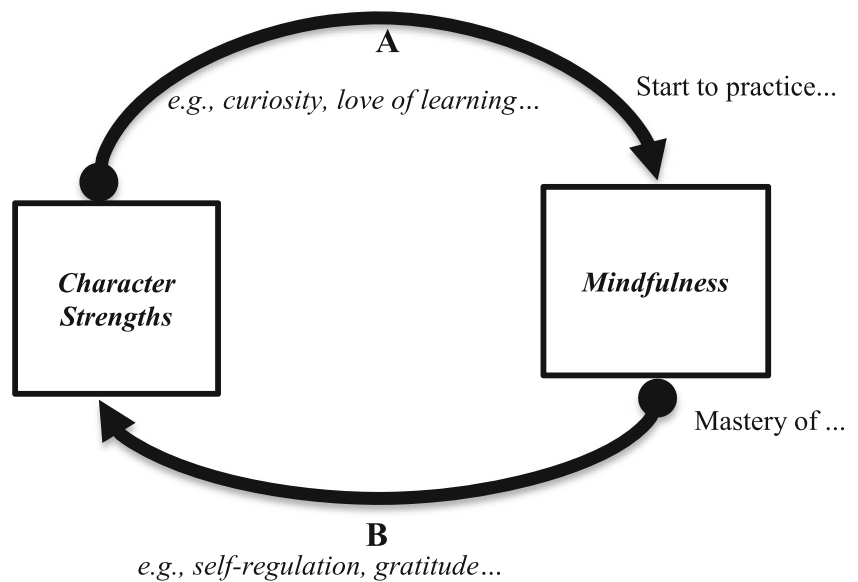 A
e.g., curiosity, love of learning…
Start to practice...
Character
Strengths
Mindfulness
Mastery of ...
B
e.g., self-regulation, gratitude…